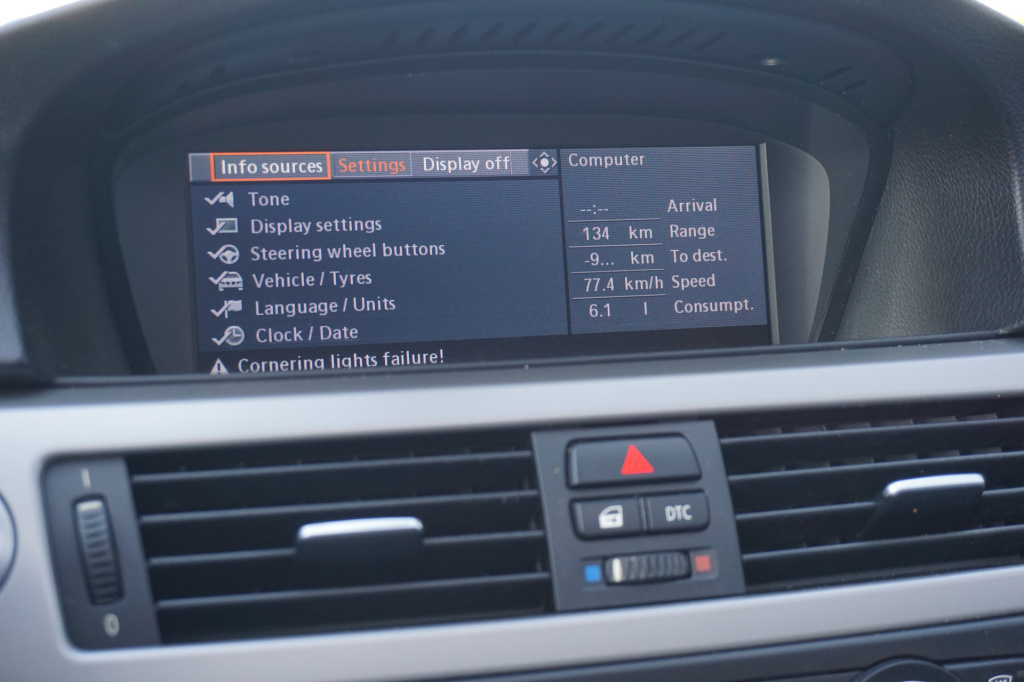 Info sources Settings Display off
Tone
Display settings
Steering wheel buttons
Vehicle / Tyres
Language / Units
Clock / Date
Cornering lights failure!
Computer
--:-- Arrival
134 km Range
-9... km To dest.
77.4 km/h Speed
6.1 l Consumpt.
DTC
I
0